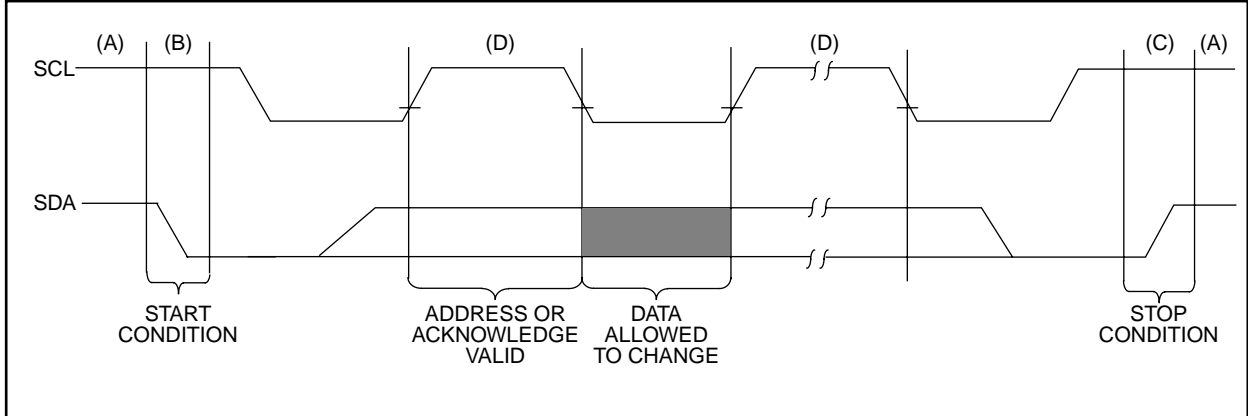 (A) (B) (D) (D) (C) (A)
SCL
SDA
START
CONDITION
ADDRESS OR
ACKNOWLEDGE
VALID
DATA
ALLOWED
TO CHANGE
STOP
CONDITION